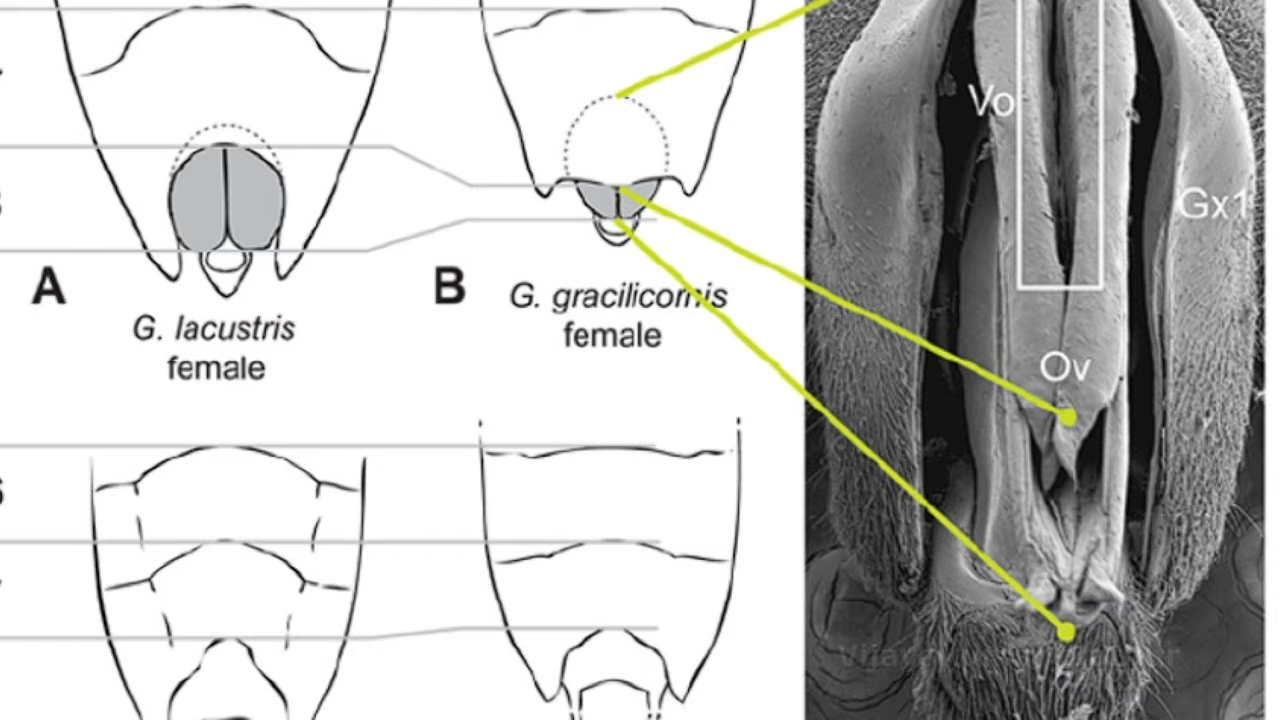 Vo
Gx1
A
B
G. lacustris
female
G. gracilicornis
female
Ov